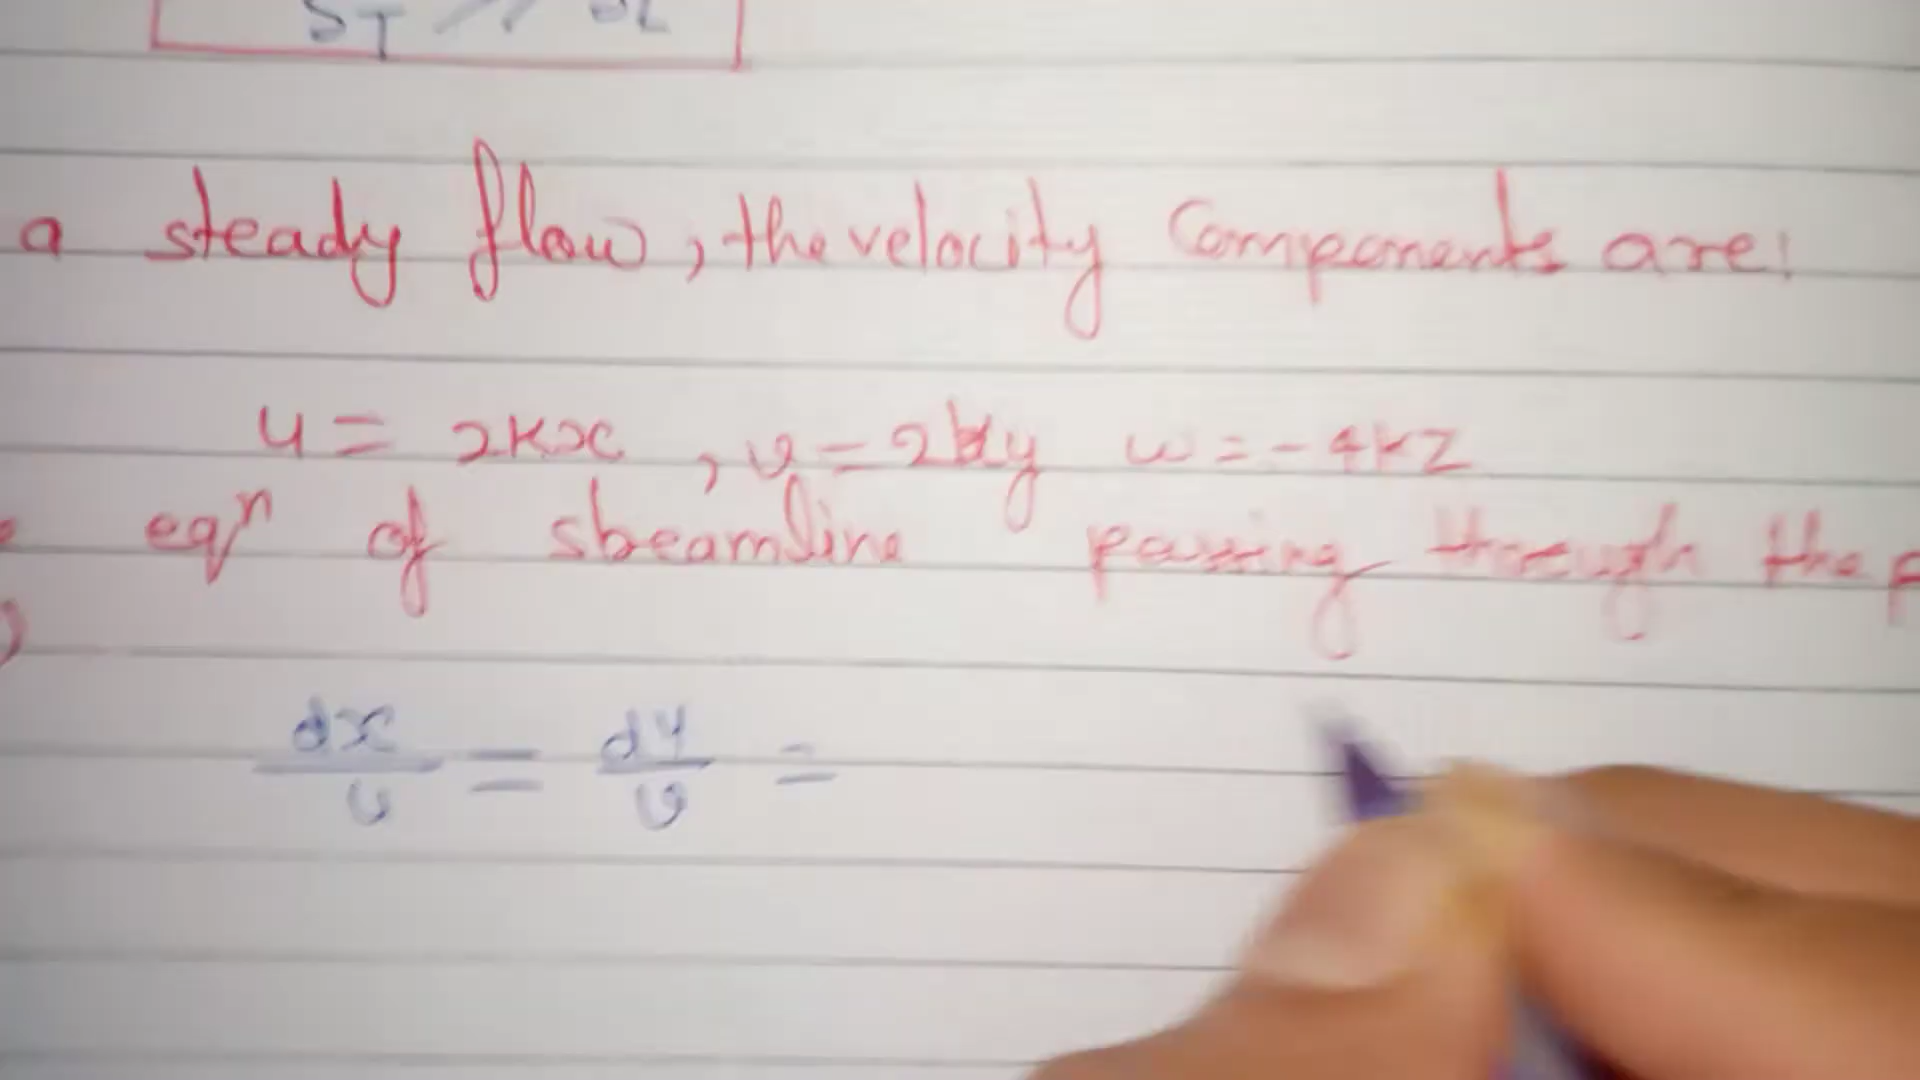 a steady flow, the velocity Components are:
u = 2kx , v = 2ky w = -4kz
eqⁿ of streamline passing through the
dx/u = dy/v =